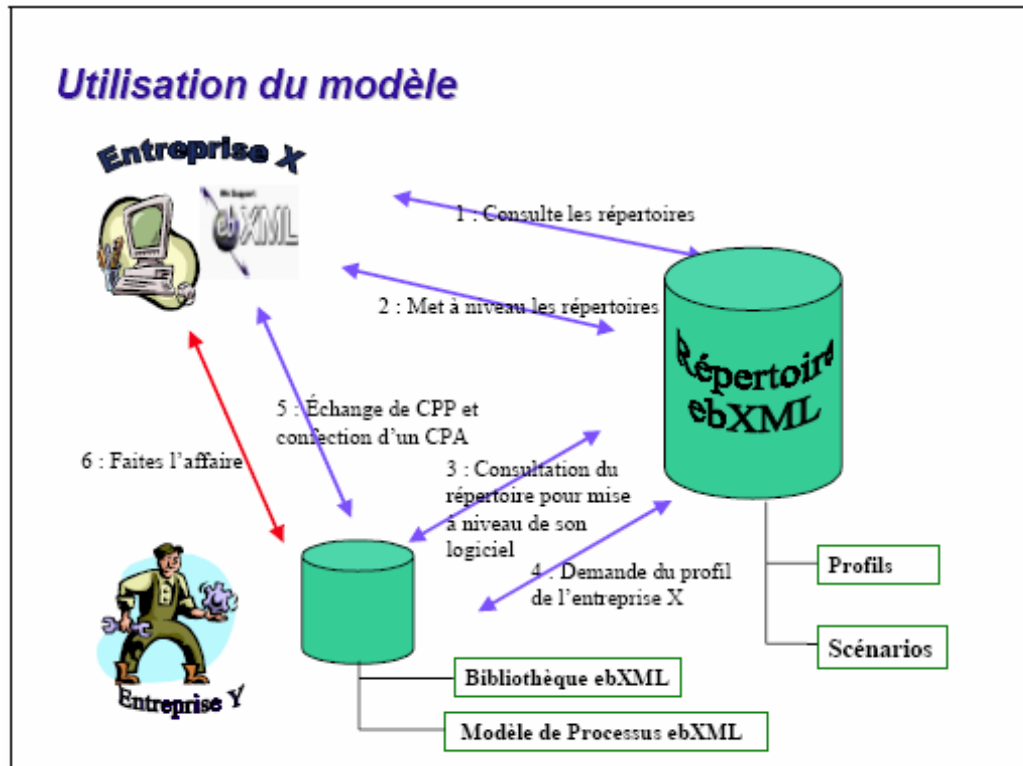 Utilisation du modèle
Entreprise X
ebXML
1 : Consulte les répertoires
2 : Met à niveau les répertoires
Répertoire
ebXML
5 : Échange de CPP et
confection d'un CPA
6 : Faites l'affaire
3 : Consultation du
répertoire pour mise
à niveau de son
logiciel
4 : Demande du profil
de l'entreprise X
Profils
Scénarios
Entreprise Y
Bibliothèque ebXML
Modèle de Processus ebXML